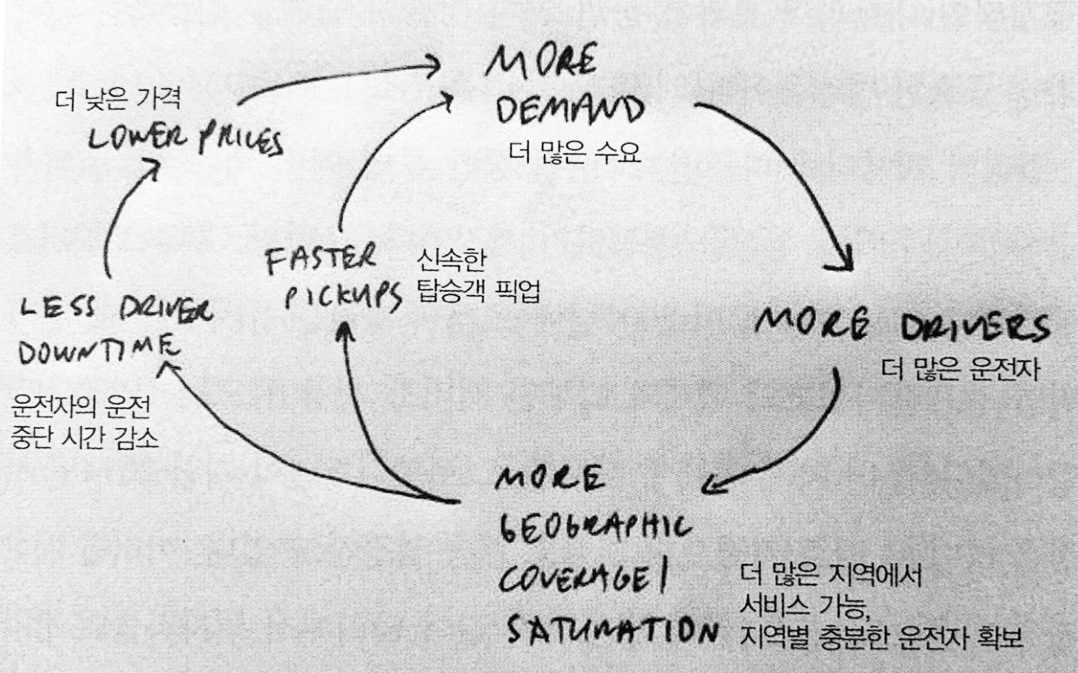 MORE
DEMAND
더 많은 수요
더 낮은 가격
LOWER PRICES
FASTER
PICKUPS
신속한
탑승객 픽업
LESS DRIVER
DOWNTIME
운전자의 운전
중단 시간 감소
MORE DRIVERS
더 많은 운전자
MORE
GEOGRAPHIC
COVERAGE/
SATURATION
더 많은 지역에서
서비스 가능,
지역별 충분한 운전자 확보